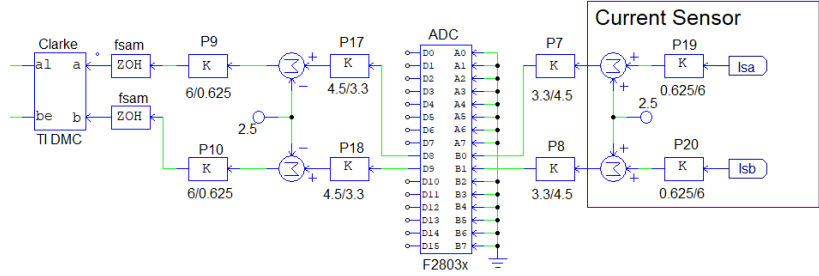 Current Sensor
Clarke
fsam
P9
P17
ADC
P7
P19
al
a
ZOH
K
K
D0
A0
K
K
Isa
D1
A1
D2
A2
6/0.625
4.5/3.3
D3
A3
3.3/4.5
0.625/6
fsam
D4
A4
be
b
ZOH
2.5
D5
A5
2.5
D6
A6
TI DMC
D7
A7
P10
P18
D8
B0
P8
P20
K
K
D9
B1
K
K
Isb
D10
B2
6/0.625
4.5/3.3
D11
B3
3.3/4.5
0.625/6
D12
B4
D13
B5
D14
B6
D15
B7
F2803x